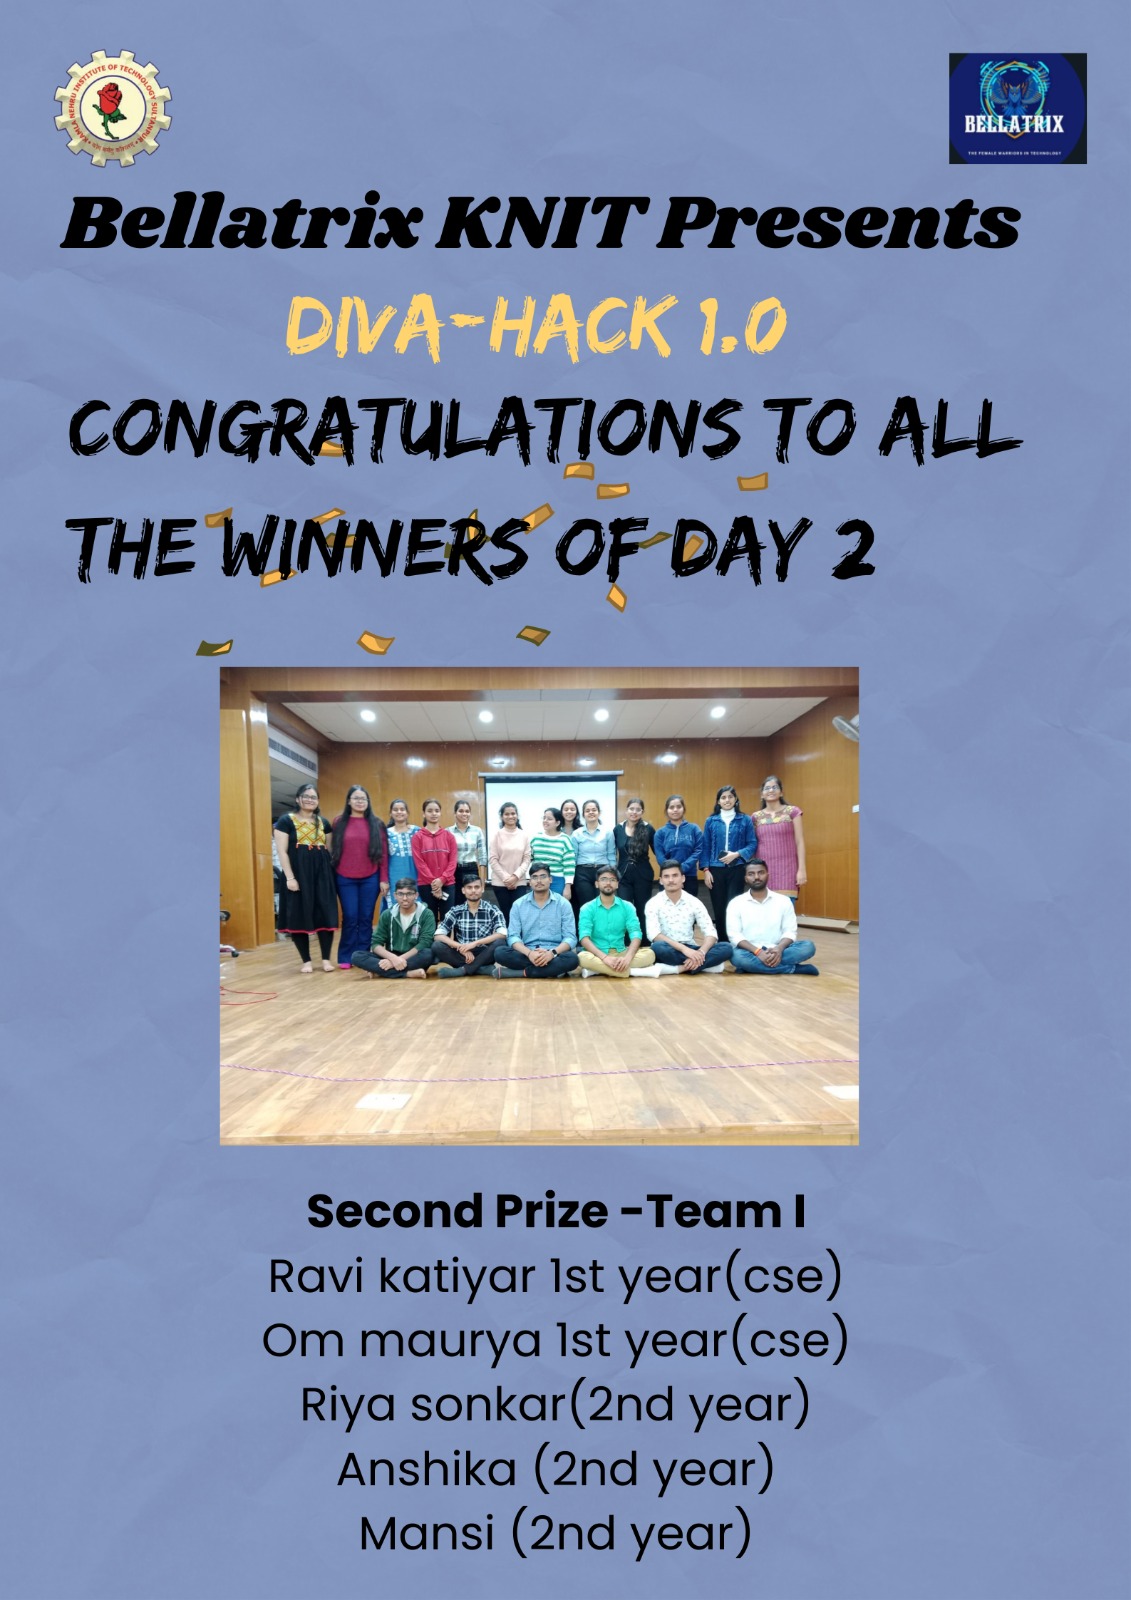 KAMLA NEHRU INSTITUTE OF TECHNOLOGY SULTANPUR
BELLATRIX
THE FEMALE WARRIORS IN TECHNOLOGY
Bellatrix KNIT Presents
DIVA-HACK 1.0
CONGRATULATIONS TO ALL
THE WINNERS OF DAY 2
Second Prize -Team I
Ravi katiyar 1st year(cse)
Om maurya 1st year(cse)
Riya sonkar(2nd year)
Anshika (2nd year)
Mansi (2nd year)